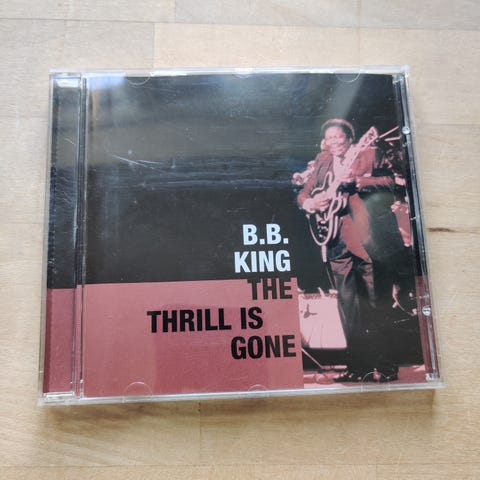 B.B.
KING
THE
THRILL IS
GONE